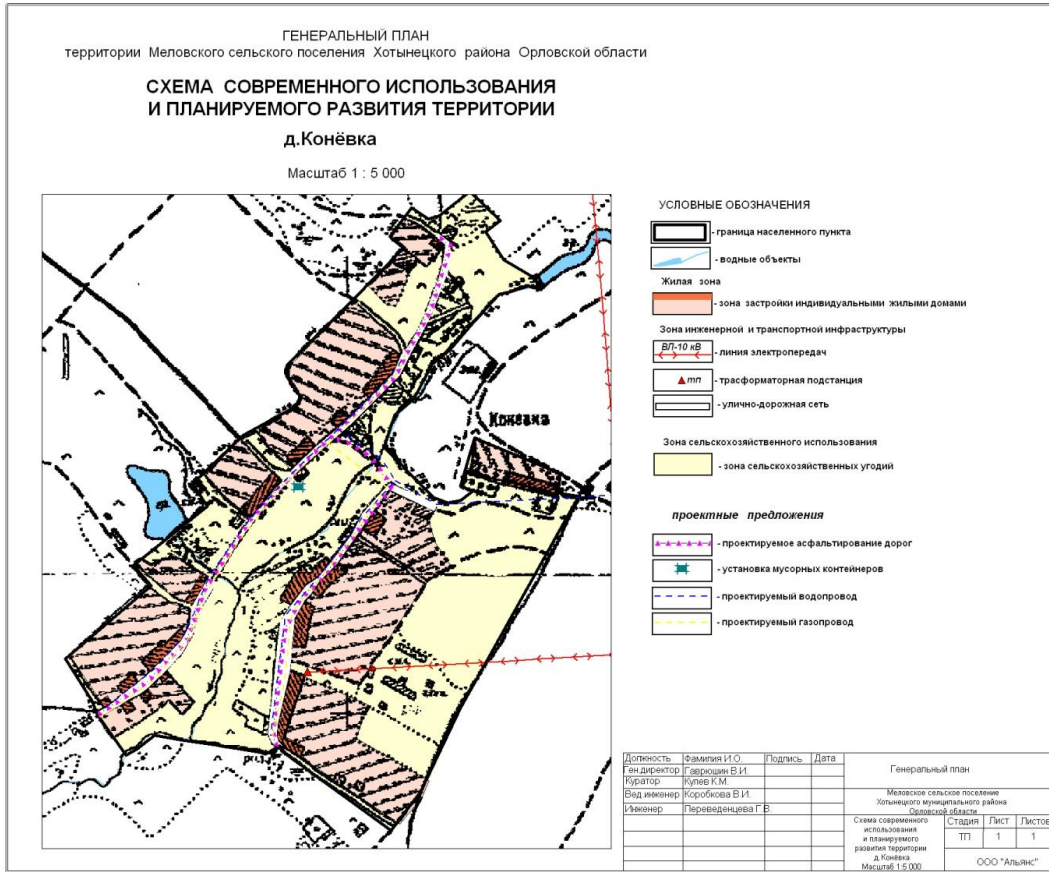 ГЕНЕРАЛЬНЫЙ ПЛАН
территории Меловского сельского поселения Хотынецкого района Орловской области
СХЕМА СОВРЕМЕННОГО ИСПОЛЬЗОВАНИЯ
И ПЛАНИРУЕМОГО РАЗВИТИЯ ТЕРРИТОРИИ
д.Конёвка
Масштаб 1 : 5 000
УСЛОВНЫЕ ОБОЗНАЧЕНИЯ
- граница населенного пункта
- водные объекты
Жилая зона
- зона застройки индивидуальными жилыми домами
Зона инженерной и транспортной инфраструктуры
ВЛ-10 кВ
- линия электропередач
тп - трасформаторная подстанция
- улично-дорожная сеть
Зона сельскохозяйственного использования
- зона сельскохозяйственных угодий
проектные предложения
- проектируемое асфальтирование дорог
- установка мусорных контейнеров
- проектируемый водопровод
- проектируемый газопровод
Должность Фамилия И.О. Подпись Дата
Ген.директор Гаврюшин В.И.
Куратор Кулев К.М.
Вед.инженер Коробкова В.И.
Инженер Переведенцева Г.В.
Генеральный план
Меловское сельское поселение
Хотынецкого муниципального района
Орловской области
Схема современного
использования
и планируемого
развития территории
д.Конёвка
Масштаб 1:5 000
Стадия Лист Листов
ТП 1 1
ООО "Альянс"